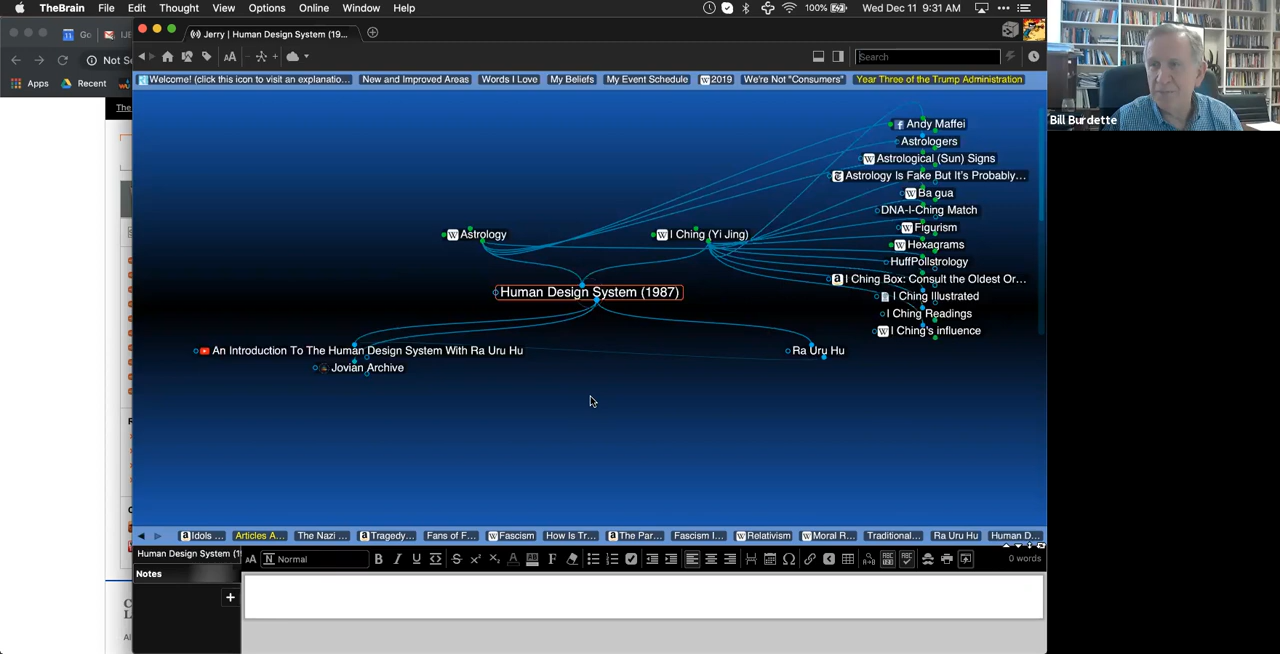 TheBrain File Edit Thought View Options Online Window Help 100% Wed Dec 11 9:31 AM
Jerry | Human Design System (19...
Not Se
Apps Recent
Search
Welcome! (click this icon to visit an explanatio... New and Improved Areas Words I Love My Beliefs My Event Schedule 2019 We're Not "Consumers" Year Three of the Trump Administration
Bill Burdette
Andy Maffei
Astrologers
Astrological (Sun) Signs
Astrology Is Fake But It's Probably...
Ba gua
DNA-I-Ching Match
Figurism
Hexagrams
HuffPollstrology
I Ching Box: Consult the Oldest Or...
I Ching Illustrated
I Ching Readings
I Ching's influence
Astrology
I Ching (Yi Jing)
Human Design System (1987)
An Introduction To The Human Design System With Ra Uru Hu
Jovian Archive
Ra Uru Hu
Idols ... Articles A... The Nazi ... Tragedy... Fans of F... Fascism How Is Tr... The Par... Fascism I... Relativism Moral R... Traditional... Ra Uru Hu Human D...
Human Design System (19
Normal
0 words
Notes